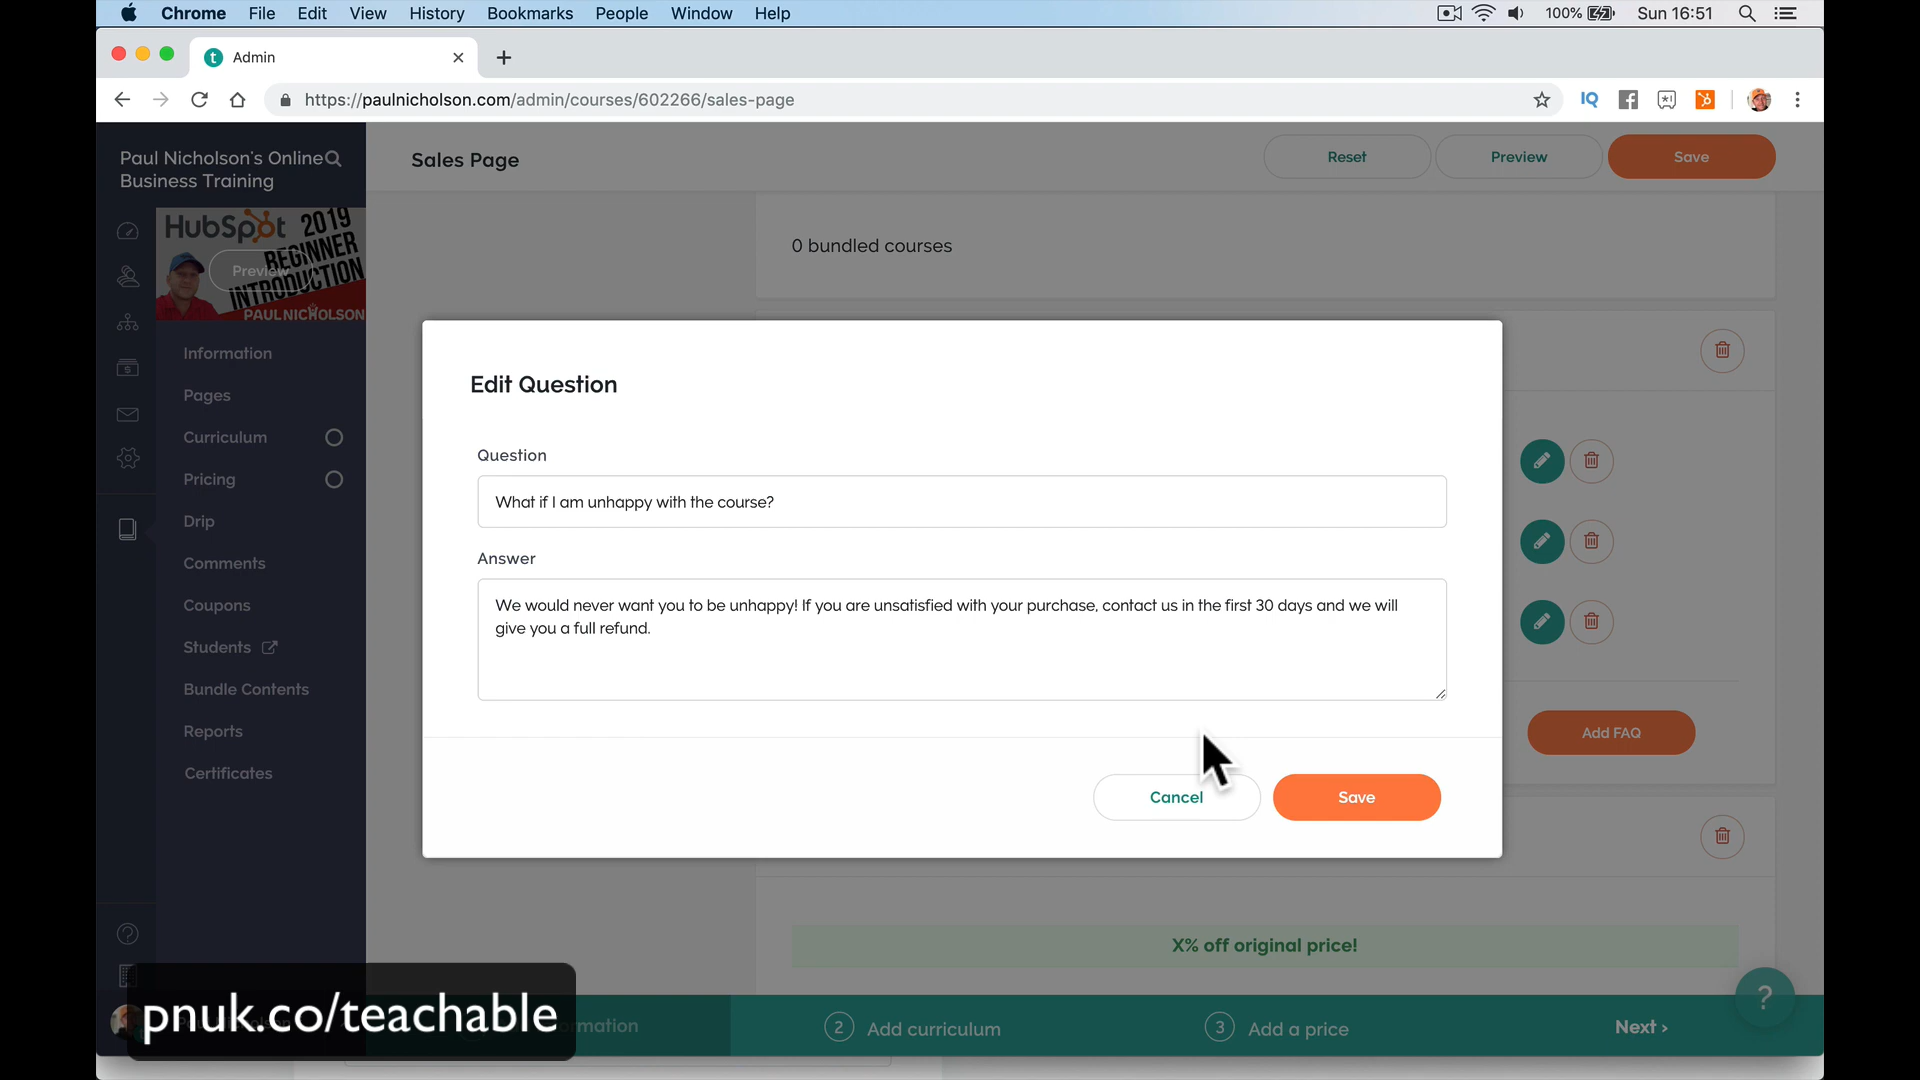 Chrome File Edit View History Bookmarks People Window Help 100% Sun 16:51
Admin
https://paulnicholson.com/admin/courses/602266/sales-page
IQ
Paul Nicholson's Online
Business Training
Sales Page
Reset
Preview
Save
HubSpot 2019
BEGINNER
INTRODUCTION
PAUL NICHOLSON
Preview
0 bundled courses
Information
Pages
Curriculum
Pricing
Drip
Comments
Coupons
Students
Bundle Contents
Reports
Certificates
Edit Question
Question
What if I am unhappy with the course?
Answer
We would never want you to be unhappy! If you are unsatisfied with your purchase, contact us in the first 30 days and we will
give you a full refund.
Cancel
Save
Add FAQ
X% off original price!
?
pnuk.co/teachable
2 Add curriculum
3 Add a price
Next ›